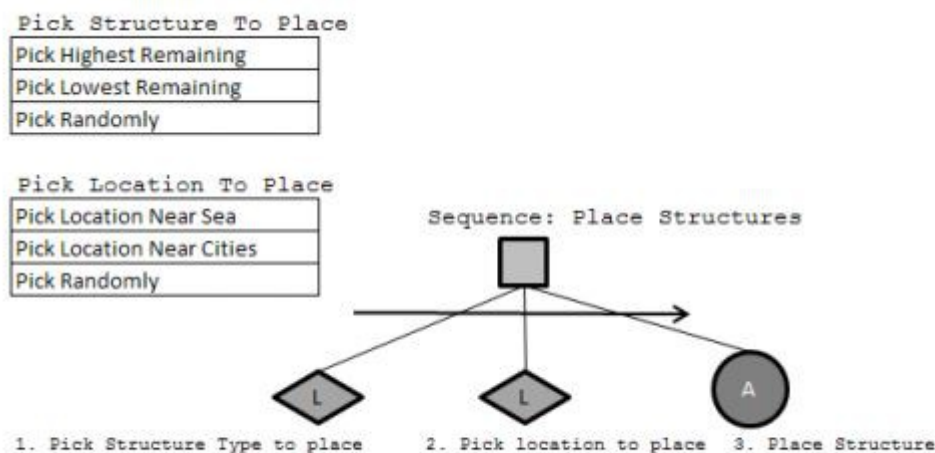 Pick Structure To Place
Pick Highest Remaining
Pick Lowest Remaining
Pick Randomly
Pick Location To Place
Pick Location Near Sea
Pick Location Near Cities
Pick Randomly
Sequence: Place Structures
L
L
A
1. Pick Structure Type to place
2. Pick location to place
3. Place Structure